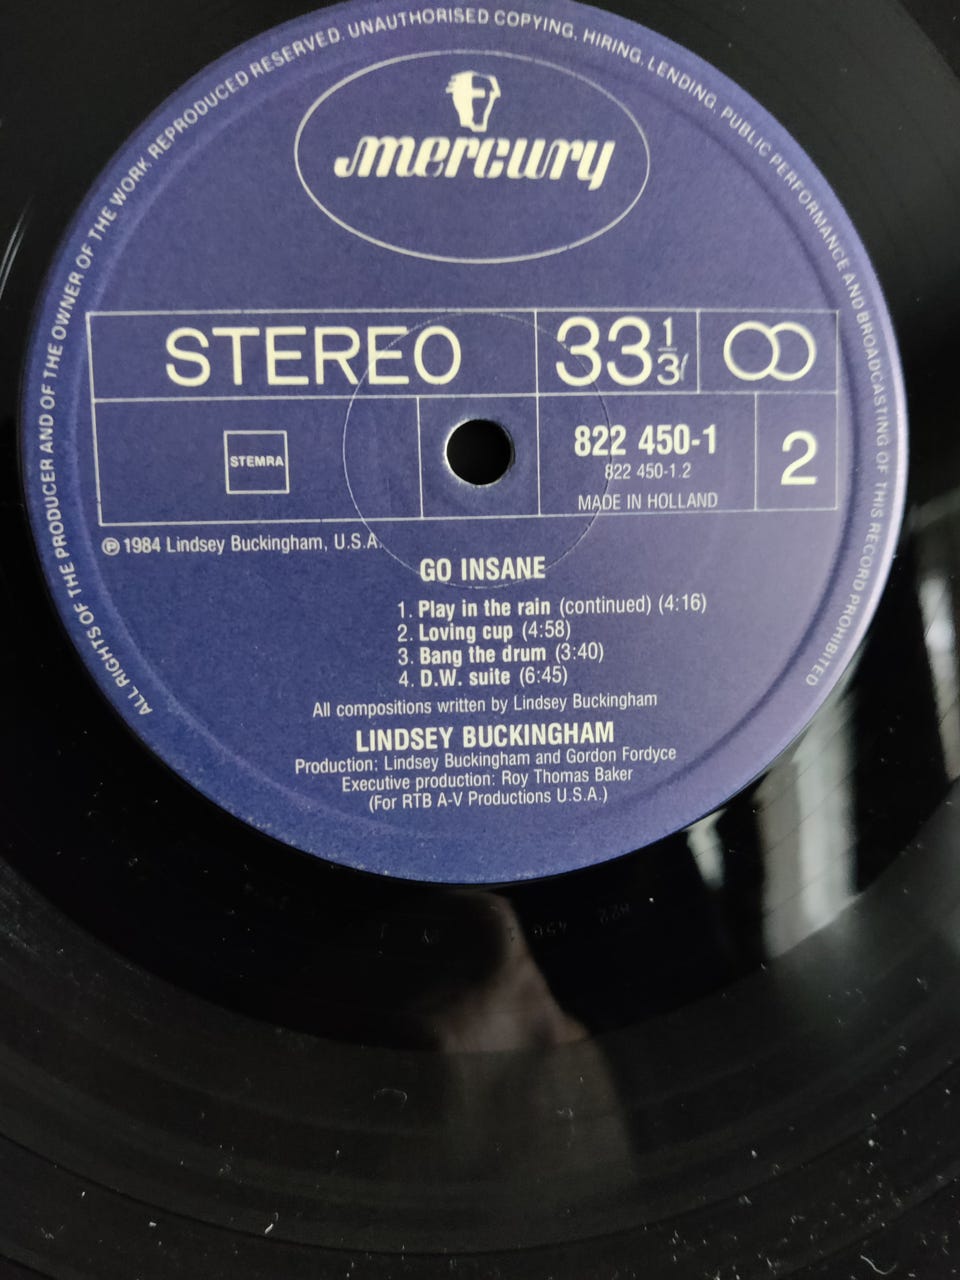 ALL RIGHTS OF THE PRODUCER AND OF THE OWNER OF THE WORK REPRODUCED RESERVED. UNAUTHORISED COPYING, HIRING, LENDING, PUBLIC PERFORMANCE AND BROADCASTING OF THIS RECORD PROHIBITED
mercury
STEREO
33 1/3
STEMRA
822 450-1
822 450-1.2
MADE IN HOLLAND
2
℗ 1984 Lindsey Buckingham, U.S.A.
GO INSANE
1. Play in the rain (continued) (4:16)
2. Loving cup (4:58)
3. Bang the drum (3:40)
4. D.W. suite (6:45)
All compositions written by Lindsey Buckingham
LINDSEY BUCKINGHAM
Production: Lindsey Buckingham and Gordon Fordyce
Executive production: Roy Thomas Baker
(For RTB A-V Productions U.S.A.)